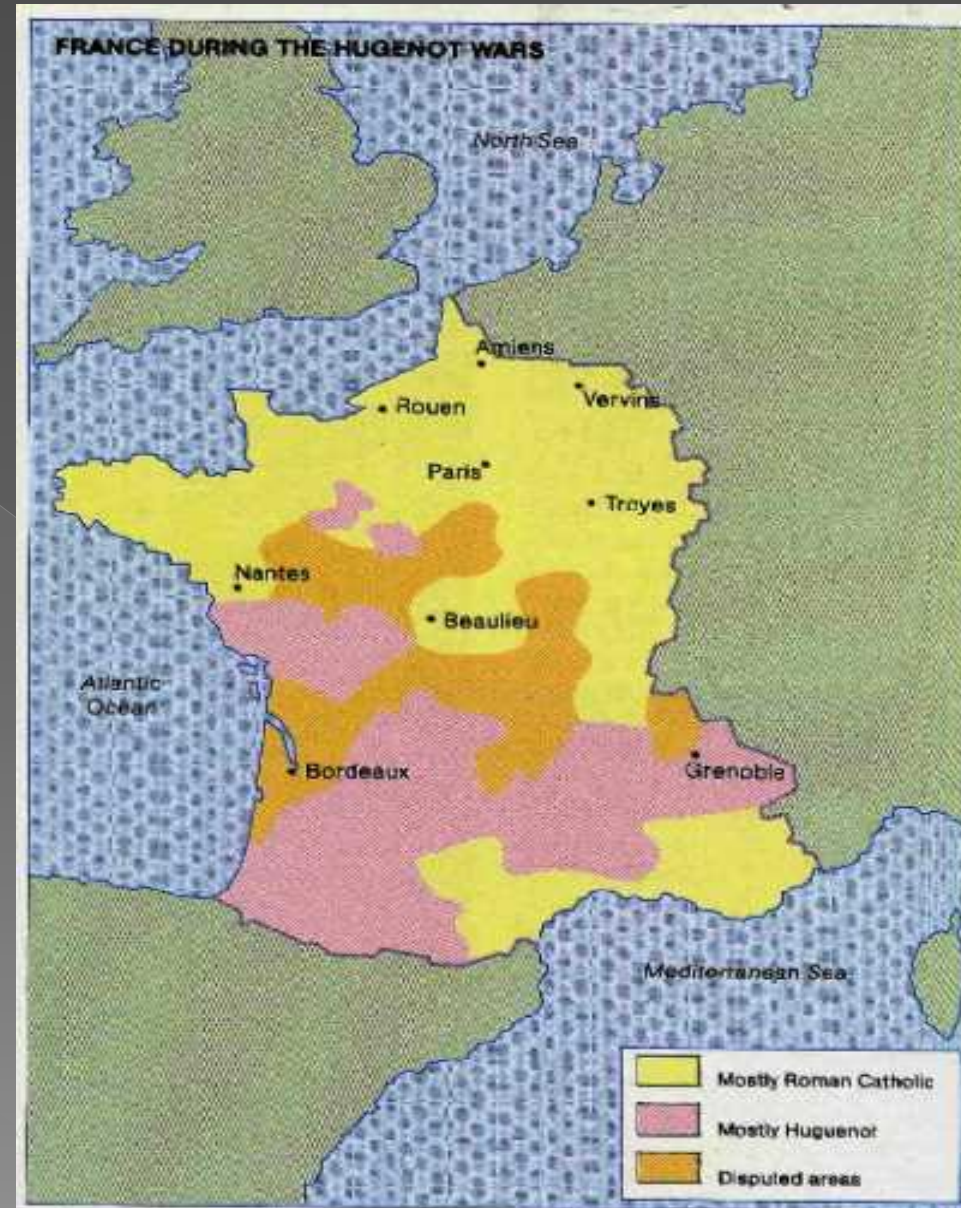 FRANCE DURING THE HUGENOT WARS
North Sea
Amiens
Vervins
Rouen
Paris
Troyes
Nantes
Beaulieu
Atlantic
Ocean
Bordeaux
Grenoble
Mediterranean Sea
Mostly Roman Catholic
Mostly Huguenot
Disputed areas